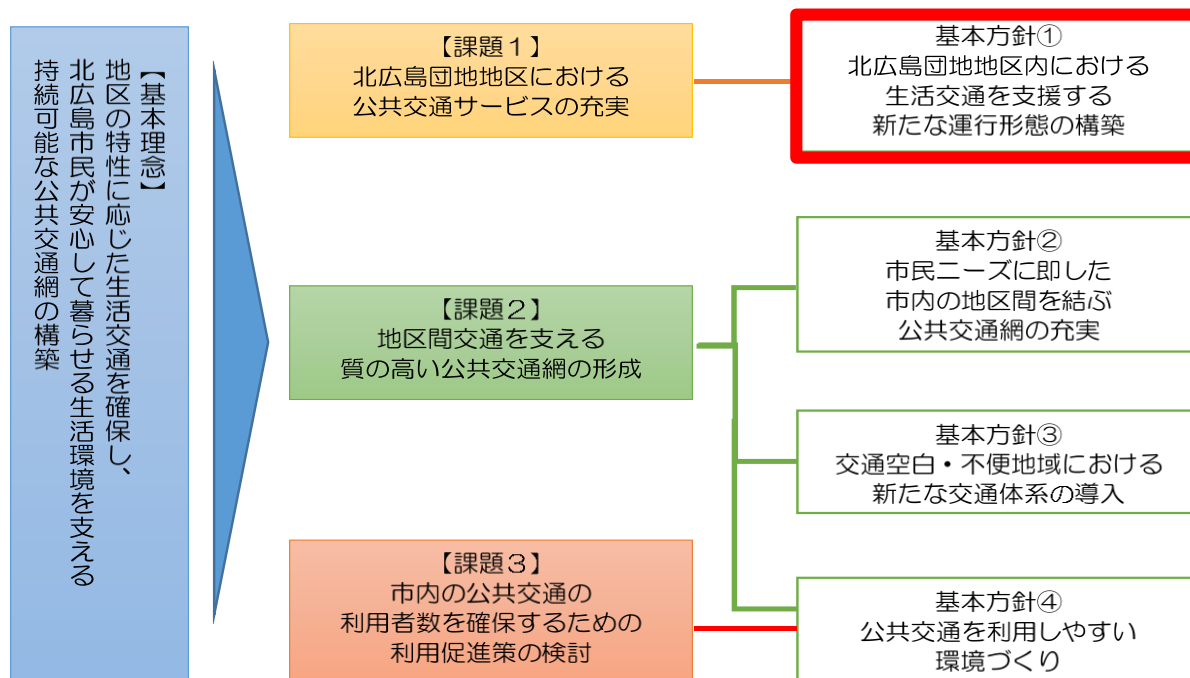 【基本理念】
地区の特性に応じた生活交通を確保し、
北広島市民が安心して暮らせる生活環境を支える
持続可能な公共交通網の構築
【課題１】
北広島団地地区における
公共交通サービスの充実
基本方針①
北広島団地地区内における
生活交通を支援する
新たな運行形態の構築
【課題２】
地区間交通を支える
質の高い公共交通網の形成
基本方針②
市民ニーズに即した
市内の地区間を結ぶ
公共交通網の充実
基本方針③
交通空白・不便地域における
新たな交通体系の導入
【課題３】
市内の公共交通の
利用者数を確保するための
利用促進策の検討
基本方針④
公共交通を利用しやすい
環境づくり